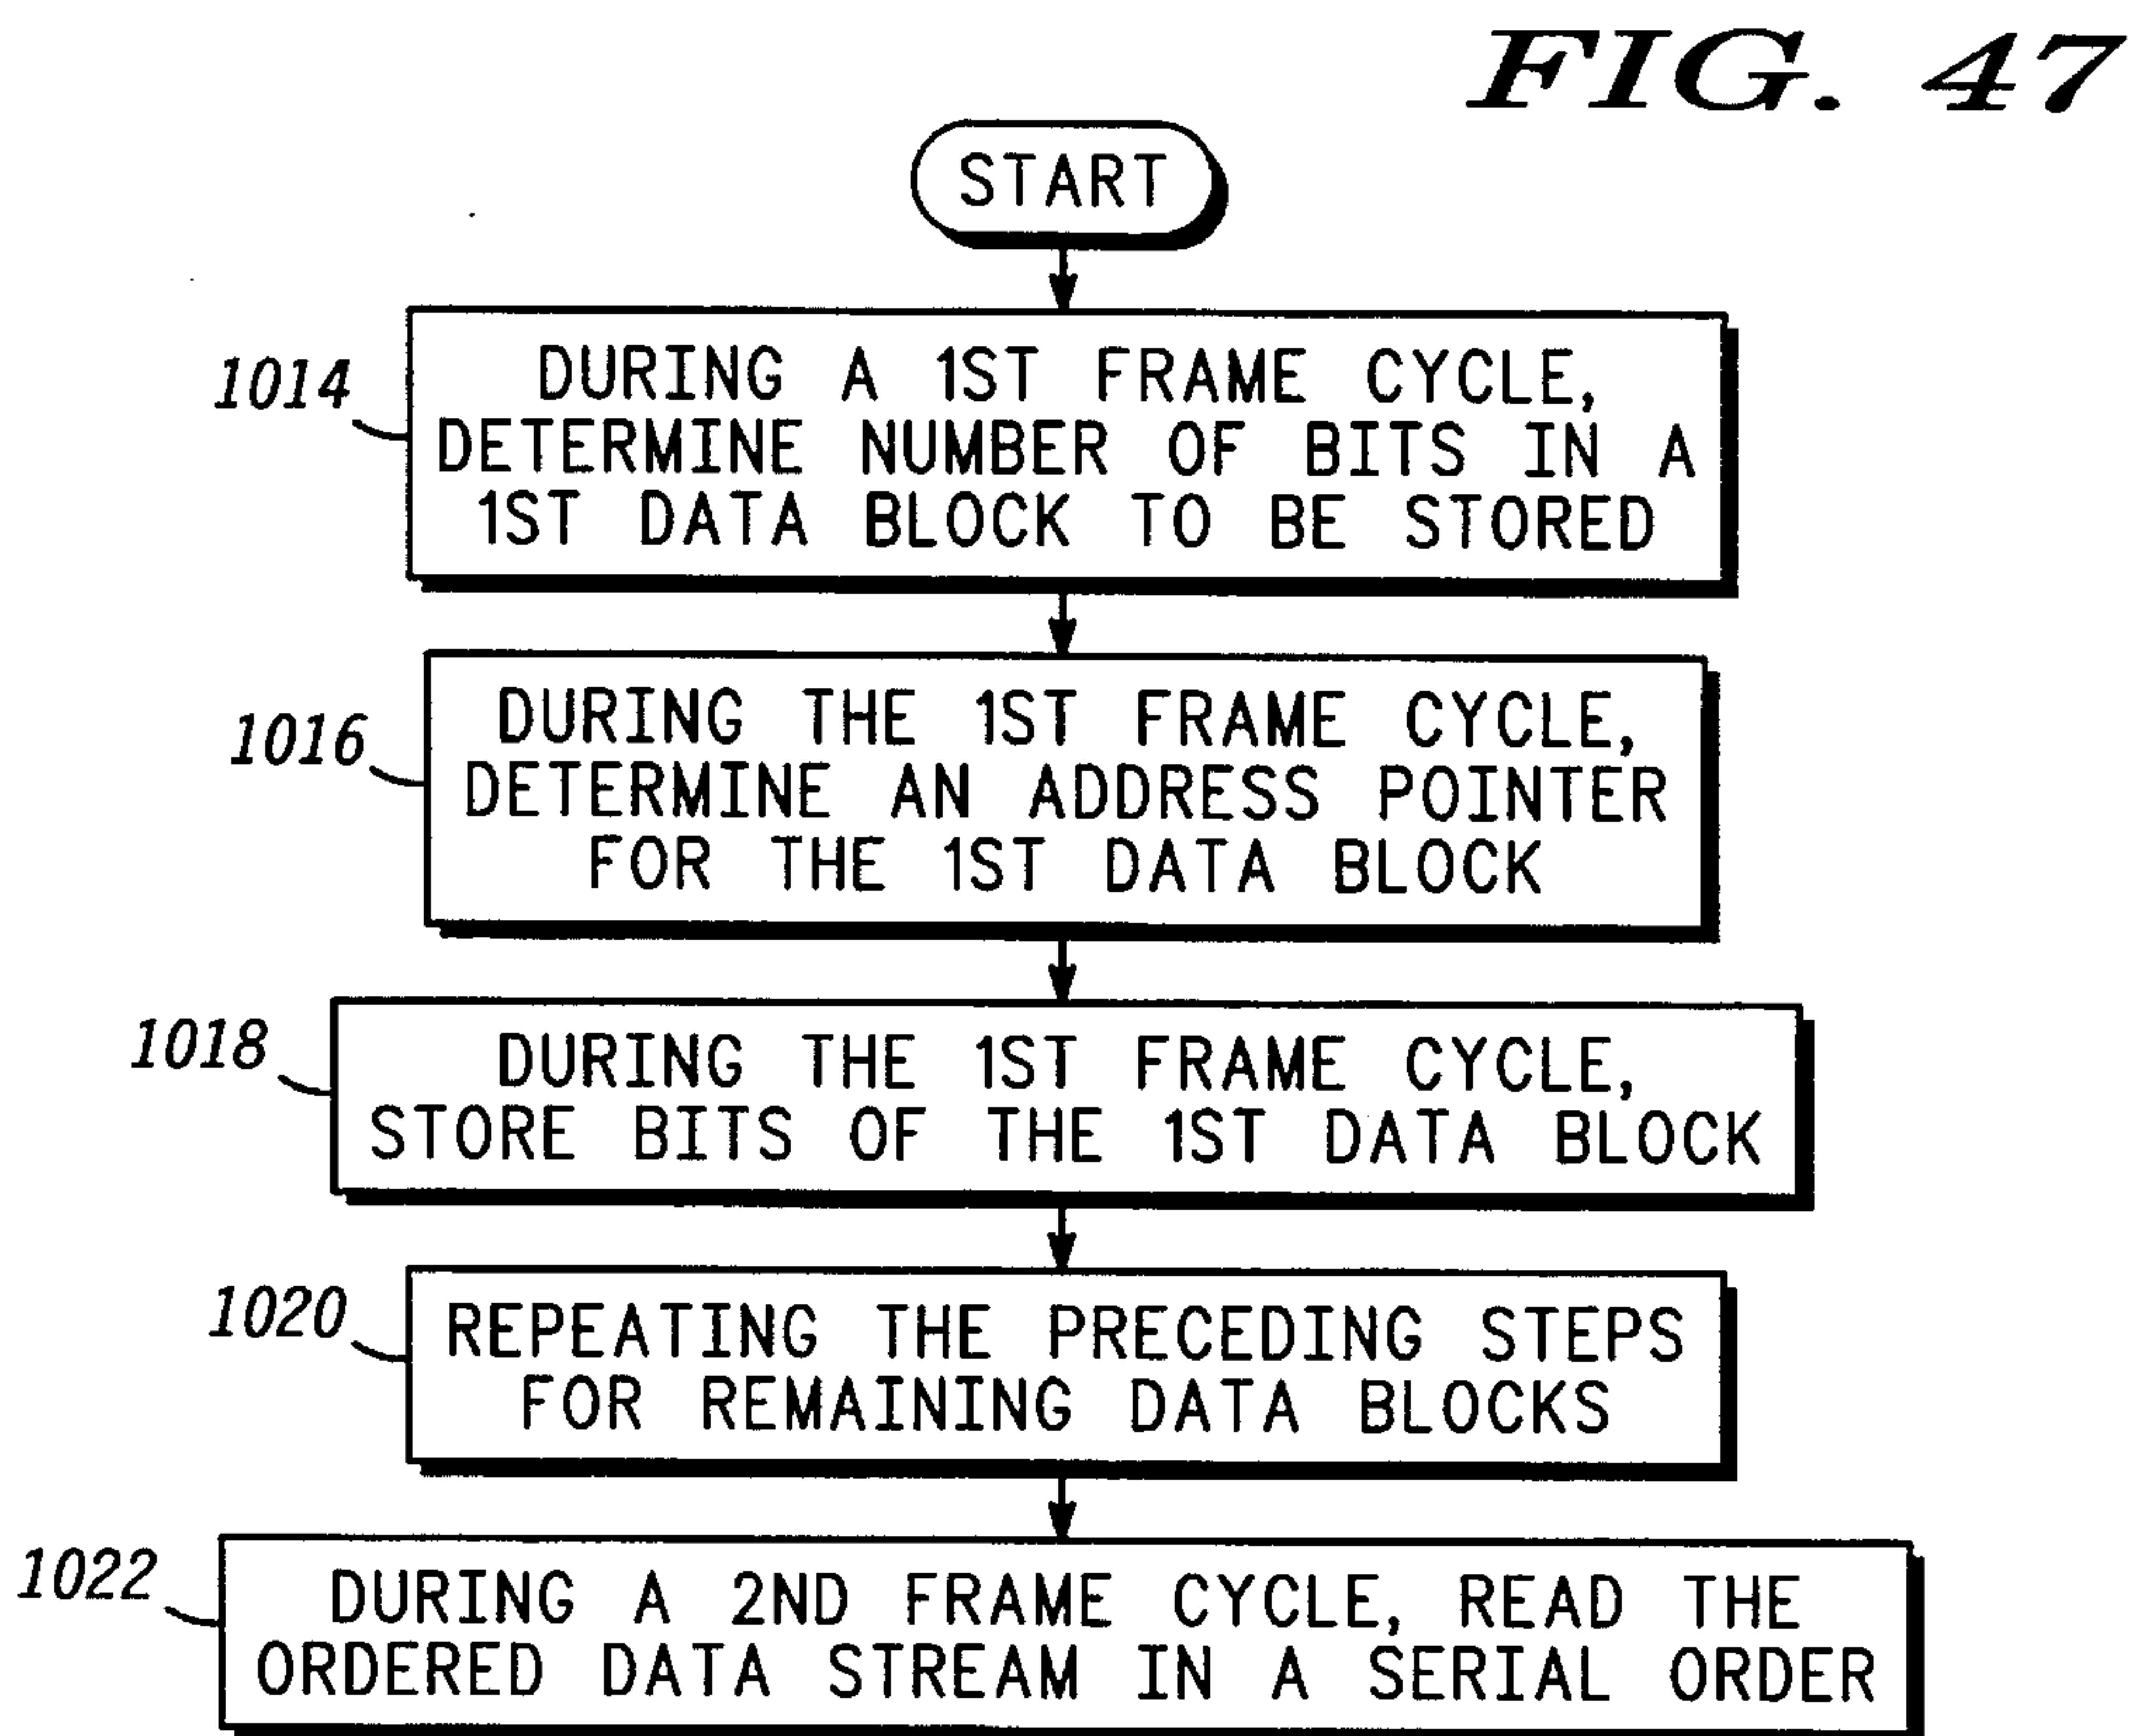 FIG. 47
START
1014
DURING A 1ST FRAME CYCLE,
DETERMINE NUMBER OF BITS IN A
1ST DATA BLOCK TO BE STORED
1016
DURING THE 1ST FRAME CYCLE,
DETERMINE AN ADDRESS POINTER
FOR THE 1ST DATA BLOCK
1018
DURING THE 1ST FRAME CYCLE,
STORE BITS OF THE 1ST DATA BLOCK
1020
REPEATING THE PRECEDING STEPS
FOR REMAINING DATA BLOCKS
1022
DURING A 2ND FRAME CYCLE, READ THE
ORDERED DATA STREAM IN A SERIAL ORDER